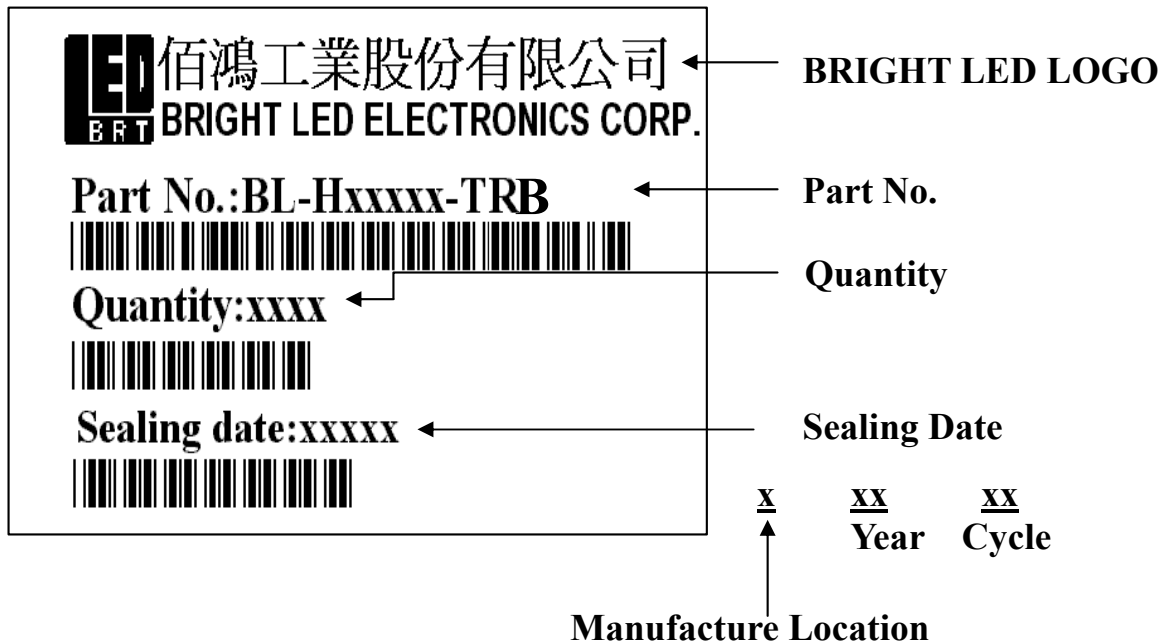 LED 佰鴻工業股份有限公司
BRT BRIGHT LED ELECTRONICS CORP.
BRIGHT LED LOGO
Part No.:BL-Hxxxxx-TRB
Part No.
Quantity:xxxx
Quantity
Sealing date:xxxxx
Sealing Date
x xx xx
Year Cycle
Manufacture Location